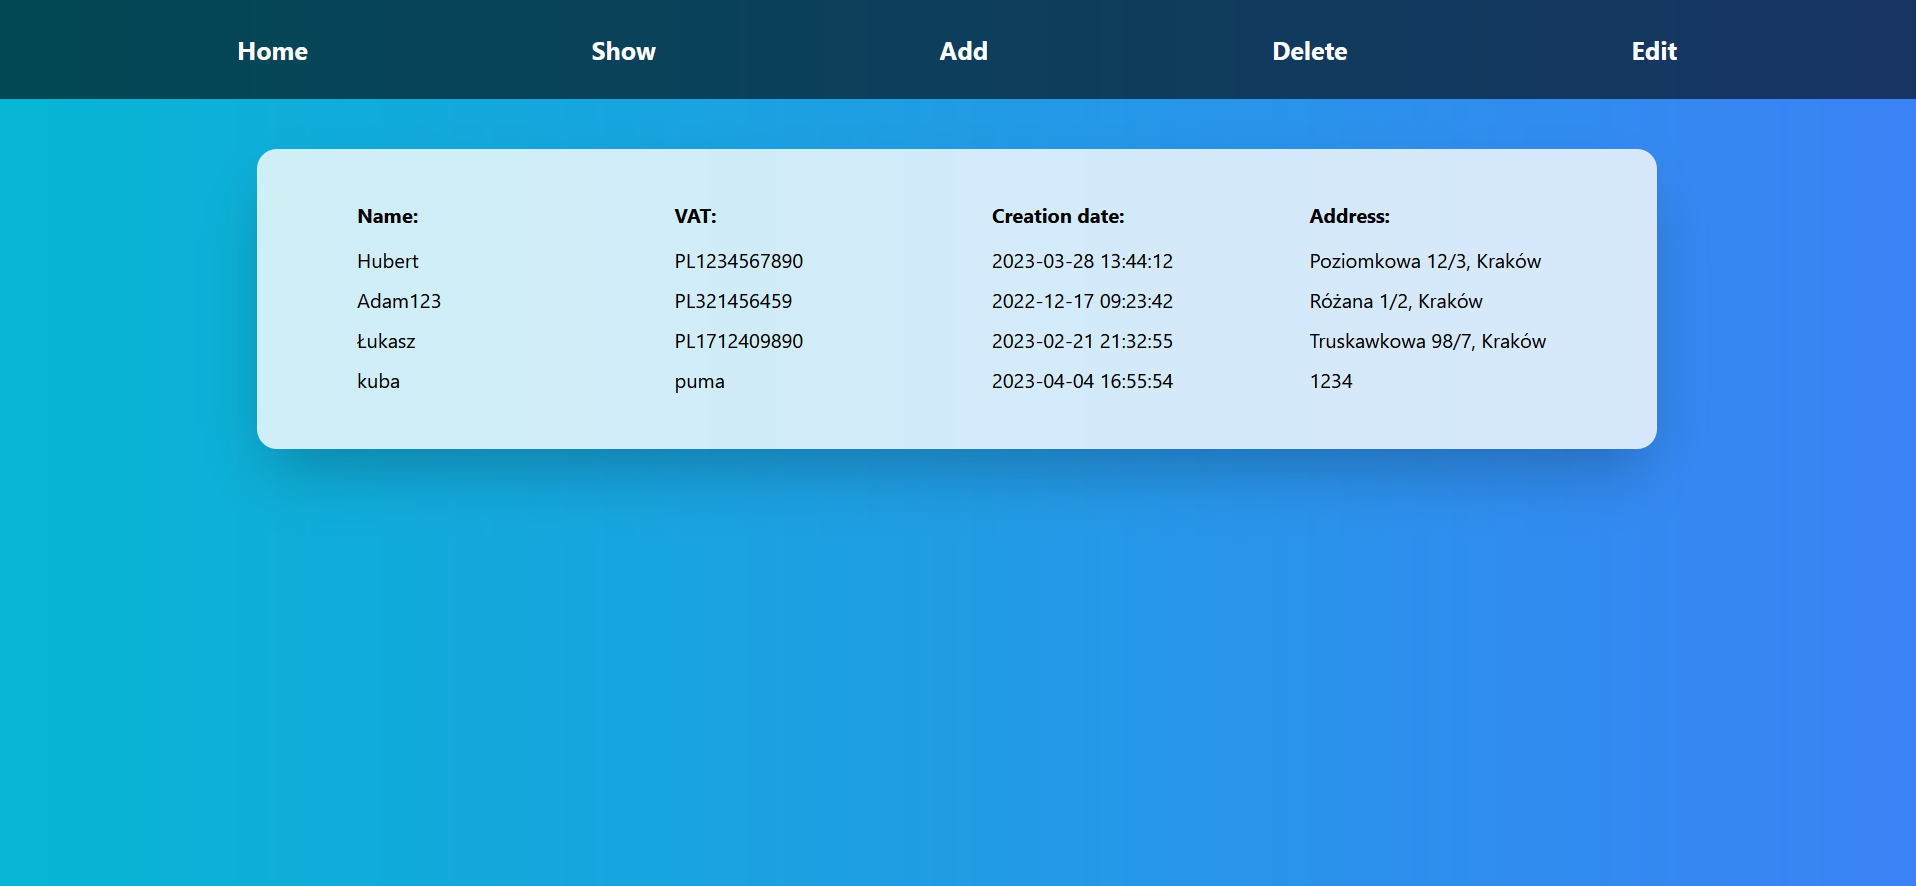 Home Show Add Delete Edit
Name: VAT: Creation date: Address:
Hubert PL1234567890 2023-03-28 13:44:12 Poziomkowa 12/3, Kraków
Adam123 PL321456459 2022-12-17 09:23:42 Różana 1/2, Kraków
Łukasz PL1712409890 2023-02-21 21:32:55 Truskawkowa 98/7, Kraków
kuba puma 2023-04-04 16:55:54 1234